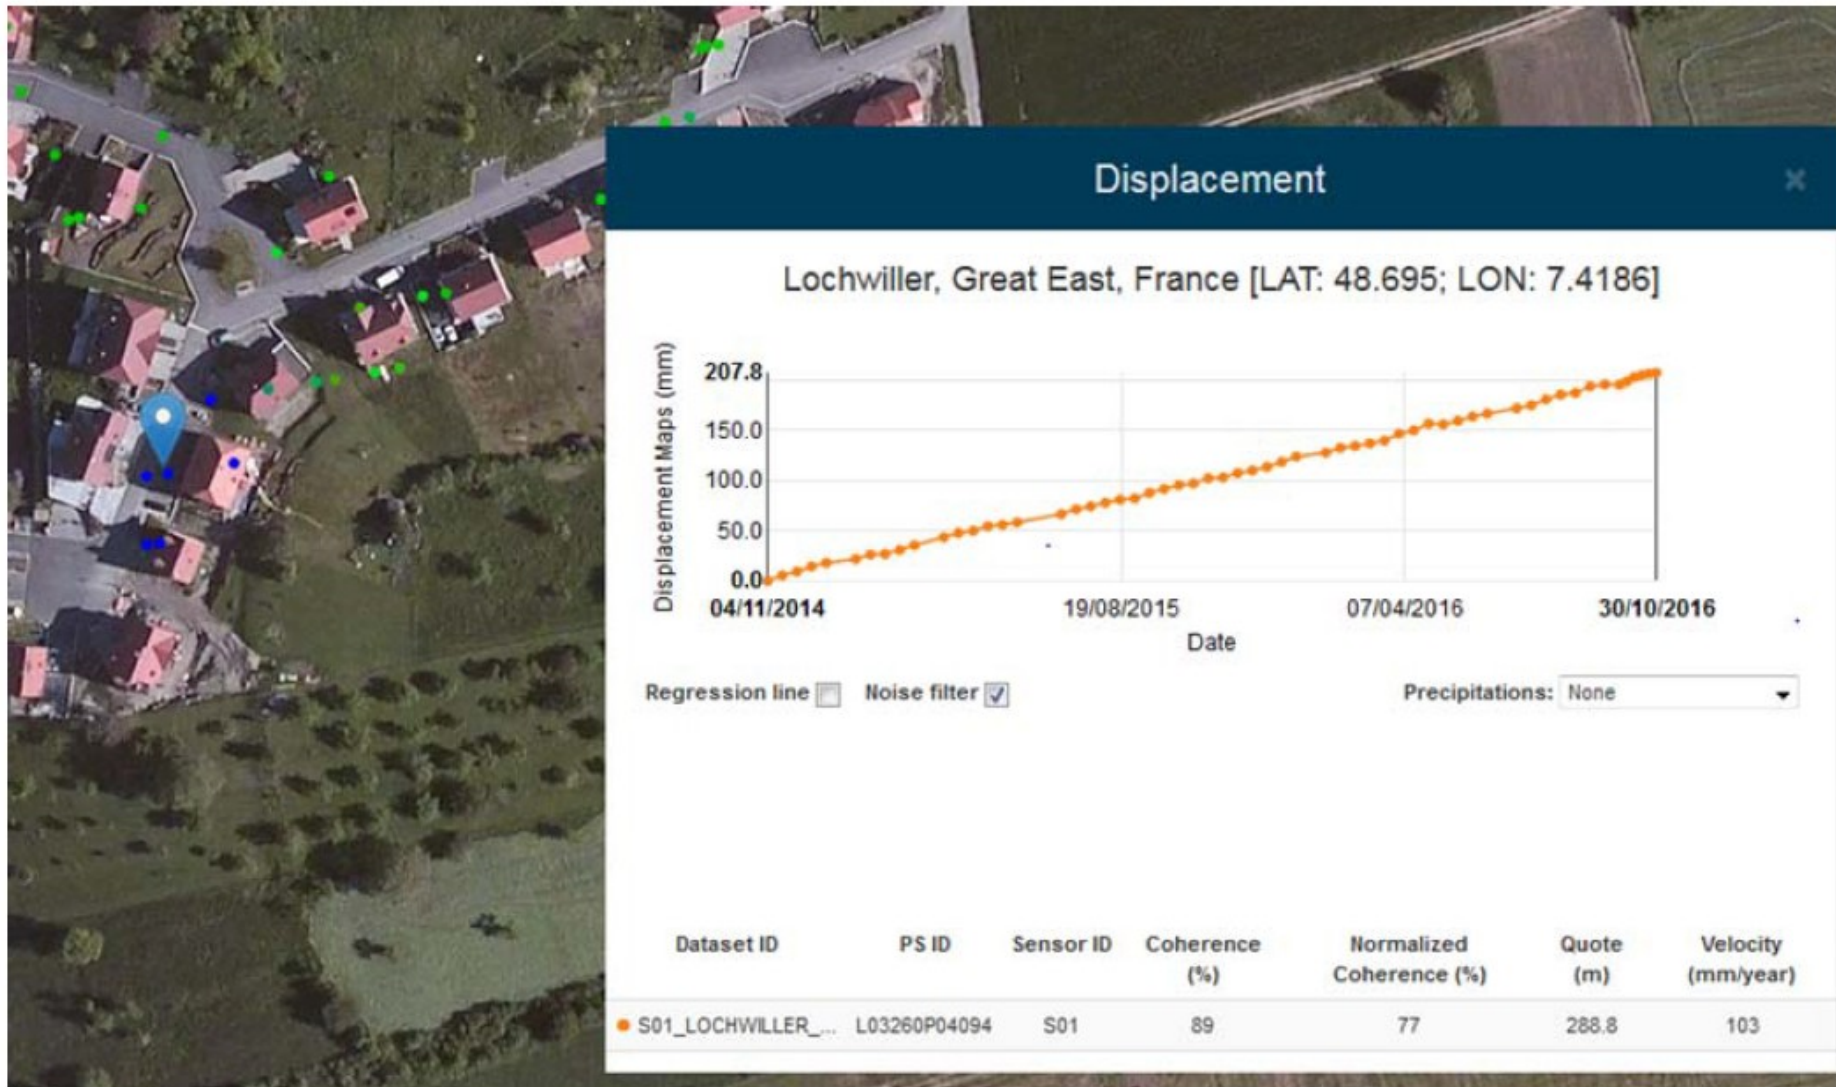 Displacement
×
Lochwiller, Great East, France [LAT: 48.695; LON: 7.4186]
Displacement Maps (mm)
207.8
150.0
100.0
50.0
0.0
04/11/2014 19/08/2015 07/04/2016 30/10/2016
Date
Regression line Noise filter Precipitations: None
Dataset ID PS ID Sensor ID Coherence (%) Normalized Coherence (%) Quote (m) Velocity (mm/year)
S01_LOCHWILLER_... L03260P04094 S01 89 77 288.8 103